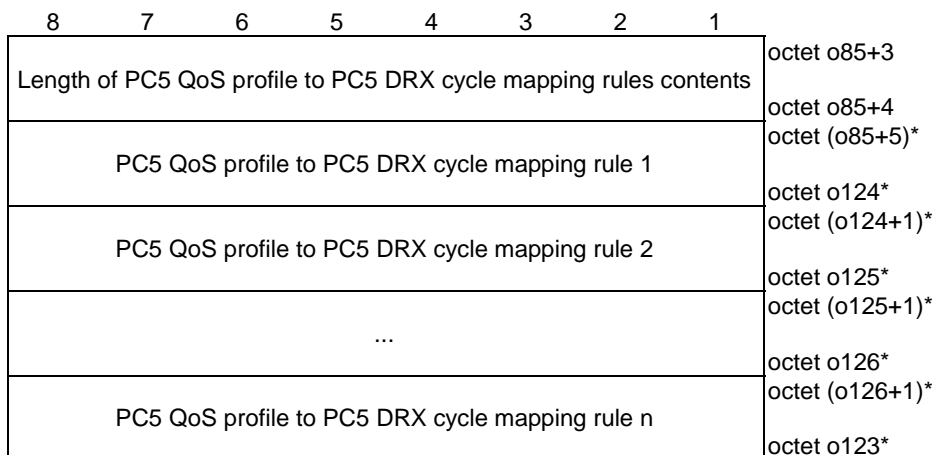 8 7 6 5 4 3 2 1
octet o85+3
Length of PC5 QoS profile to PC5 DRX cycle mapping rules contents
octet o85+4
octet (o85+5)*
PC5 QoS profile to PC5 DRX cycle mapping rule 1
octet o124*
octet (o124+1)*
PC5 QoS profile to PC5 DRX cycle mapping rule 2
octet o125*
octet (o125+1)*
...
octet o126*
octet (o126+1)*
PC5 QoS profile to PC5 DRX cycle mapping rule n
octet o123*